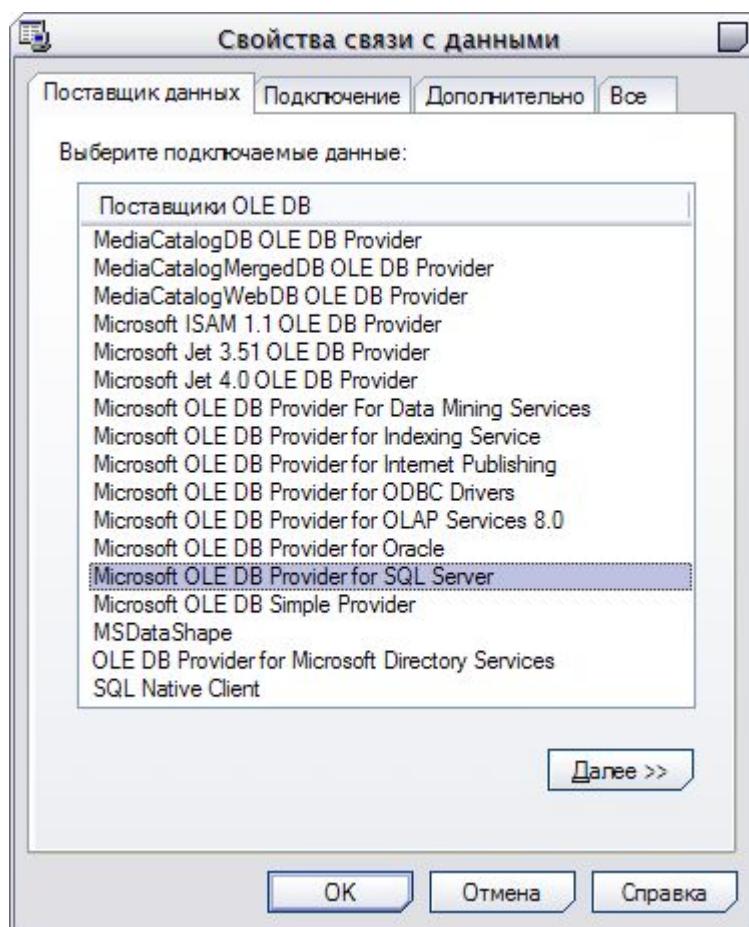 Свойства связи с данными
Поставщик данных Подключение Дополнительно Все
Выберите подключаемые данные:
Поставщики OLE DB
MediaCatalogDB OLE DB Provider
MediaCatalogMergedDB OLE DB Provider
MediaCatalogWebDB OLE DB Provider
Microsoft ISAM 1.1 OLE DB Provider
Microsoft Jet 3.51 OLE DB Provider
Microsoft Jet 4.0 OLE DB Provider
Microsoft OLE DB Provider For Data Mining Services
Microsoft OLE DB Provider for Indexing Service
Microsoft OLE DB Provider for Internet Publishing
Microsoft OLE DB Provider for ODBC Drivers
Microsoft OLE DB Provider for OLAP Services 8.0
Microsoft OLE DB Provider for Oracle
Microsoft OLE DB Provider for SQL Server
Microsoft OLE DB Simple Provider
MSDataShape
OLE DB Provider for Microsoft Directory Services
SQL Native Client
Далее >>
OK Отмена Справка